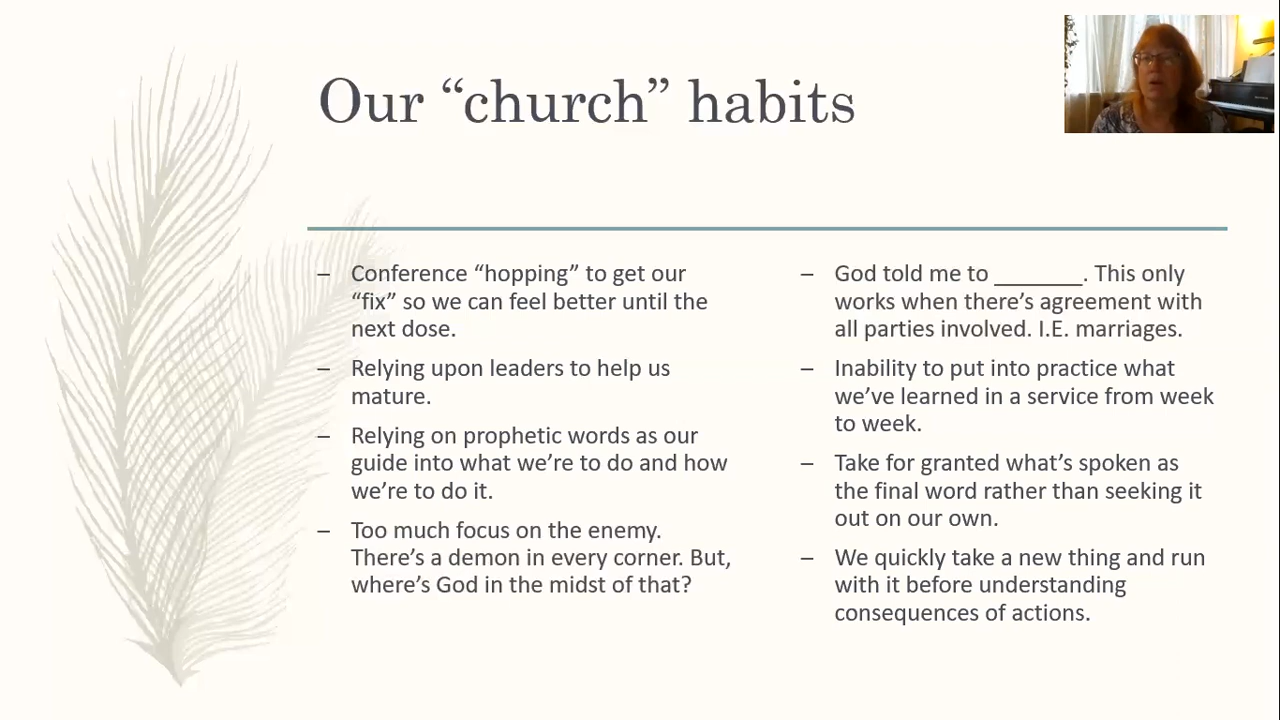 Our “church” habits
– Conference “hopping” to get our
“fix” so we can feel better until the
next dose.
– Relying upon leaders to help us
mature.
– Relying on prophetic words as our
guide into what we’re to do and how
we’re to do it.
– Too much focus on the enemy.
There’s a demon in every corner. But,
where’s God in the midst of that?
– God told me to _______. This only
works when there’s agreement with
all parties involved. I.E. marriages.
– Inability to put into practice what
we’ve learned in a service from week
to week.
– Take for granted what’s spoken as
the final word rather than seeking it
out on our own.
– We quickly take a new thing and run
with it before understanding
consequences of actions.